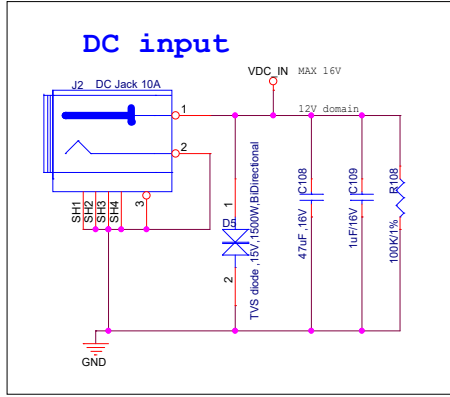 DC input
J2 DC Jack 10A
VDC_IN MAX 16V
12V domain
1
2
SH1
SH2
SH3
SH4
3
1
D5
2
TVS diode ,15V,1500W,BiDirectional
C108
47uF ,16V
C109
1uF/16V
R108
100K/1%
GND